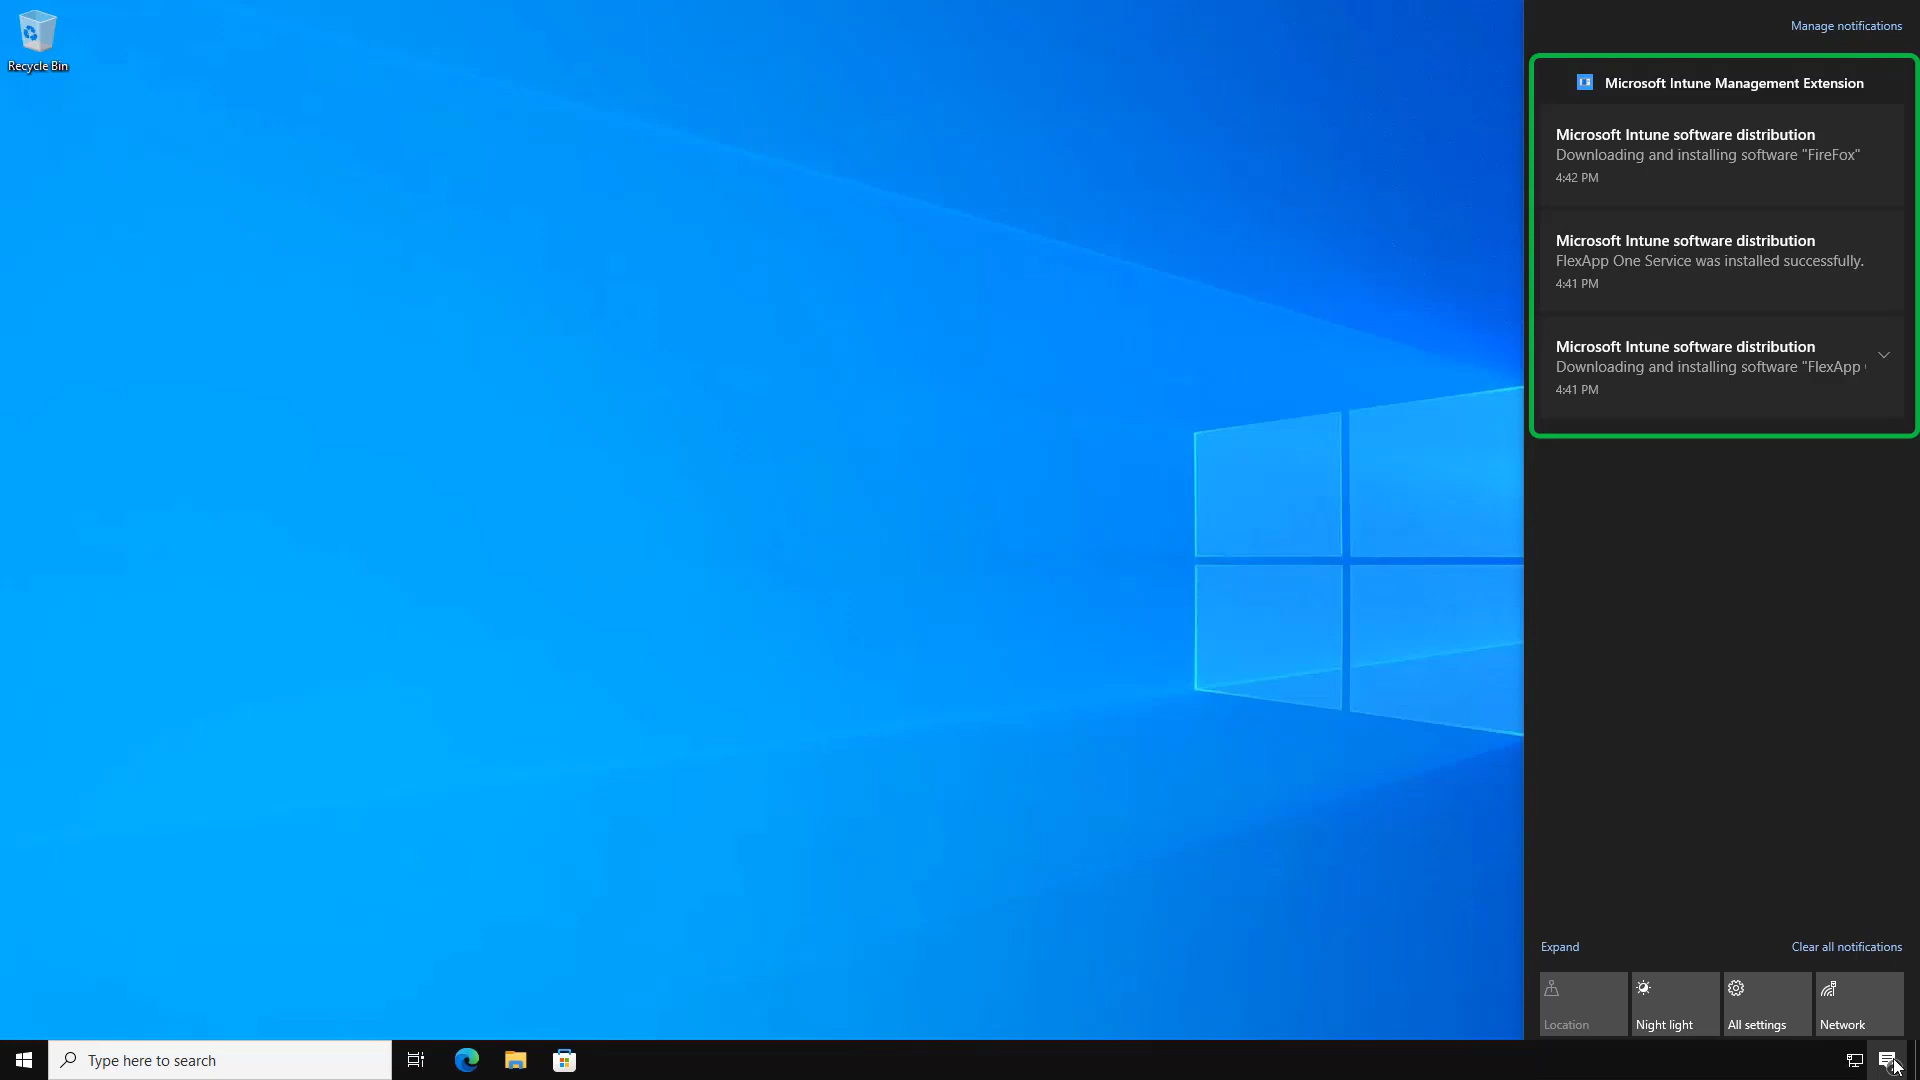 Recycle Bin
Manage notifications
Microsoft Intune Management Extension
Microsoft Intune software distribution
Downloading and installing software "FireFox"
4:42 PM
Microsoft Intune software distribution
FlexApp One Service was installed successfully.
4:41 PM
Microsoft Intune software distribution
Downloading and installing software "FlexApp
4:41 PM
Expand
Clear all notifications
Location
Night light
All settings
Network
Type here to search